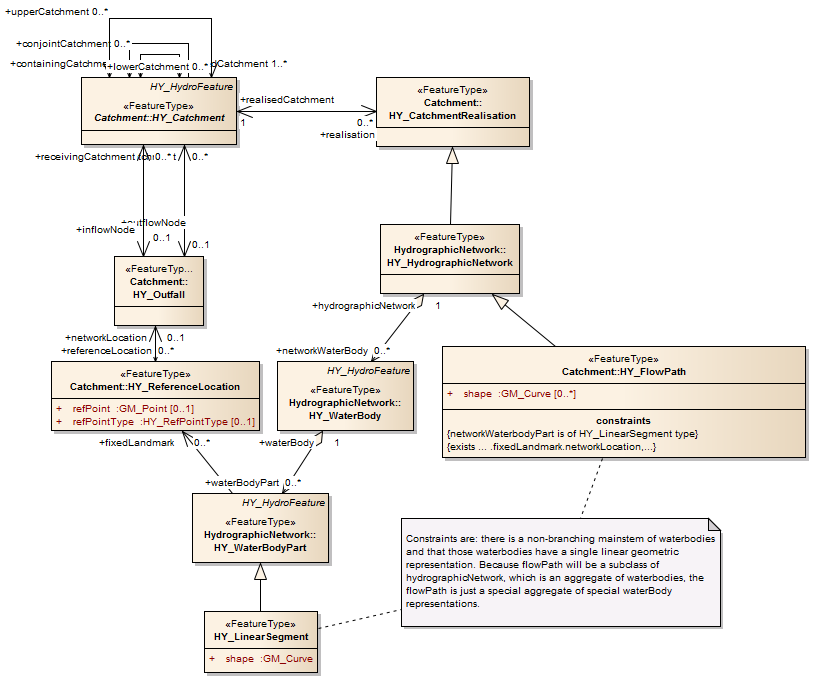 +upperCatchment 0..*
+conjointCatchment 0..*
+lowerCatchment 0..*
1..*
HY_HydroFeature
«FeatureType»
Catchment::HY_Catchment
+realisedCatchment
1
0..*
+realisation
«FeatureType»
Catchment::
HY_CatchmentRealisation
+receivingCatchment
0..*
0..*
+inflowNode
0..1
0..1
«FeatureTyp...
Catchment::
HY_Outfall
«FeatureType»
HydrographicNetwork::
HY_HydrographicNetwork
+hydrographicNetwork
1
+networkLocation
0..1
+referenceLocation
0..*
+networkWaterBody
0..*
«FeatureType»
Catchment::HY_ReferenceLocation
+ refPoint :GM_Point [0..1]
+ refPointType :HY_RefPointType [0..1]
HY_HydroFeature
«FeatureType»
HydrographicNetwork::
HY_WaterBody
«FeatureType»
Catchment::HY_FlowPath
+ shape :GM_Curve [0..*]
constraints
{networkWaterbodyPart is of HY_LinearSegment type}
{exists ... .fixedLandmark.networkLocation,...}
+fixedLandmark
0..*
+waterBody
1
+waterBodyPart
0..*
HY_HydroFeature
«FeatureType»
HydrographicNetwork::
HY_WaterBodyPart
Constraints are: there is a non-branching mainstem of waterbodies
and that those waterbodies have a single linear geometric
representation. Because flowPath will be a subclass of
hydrographicNetwork, which is an aggregate of waterbodies, the
flowPath is just a special aggregate of special waterBody
representations.
«FeatureType»
HY_LinearSegment
+ shape :GM_Curve